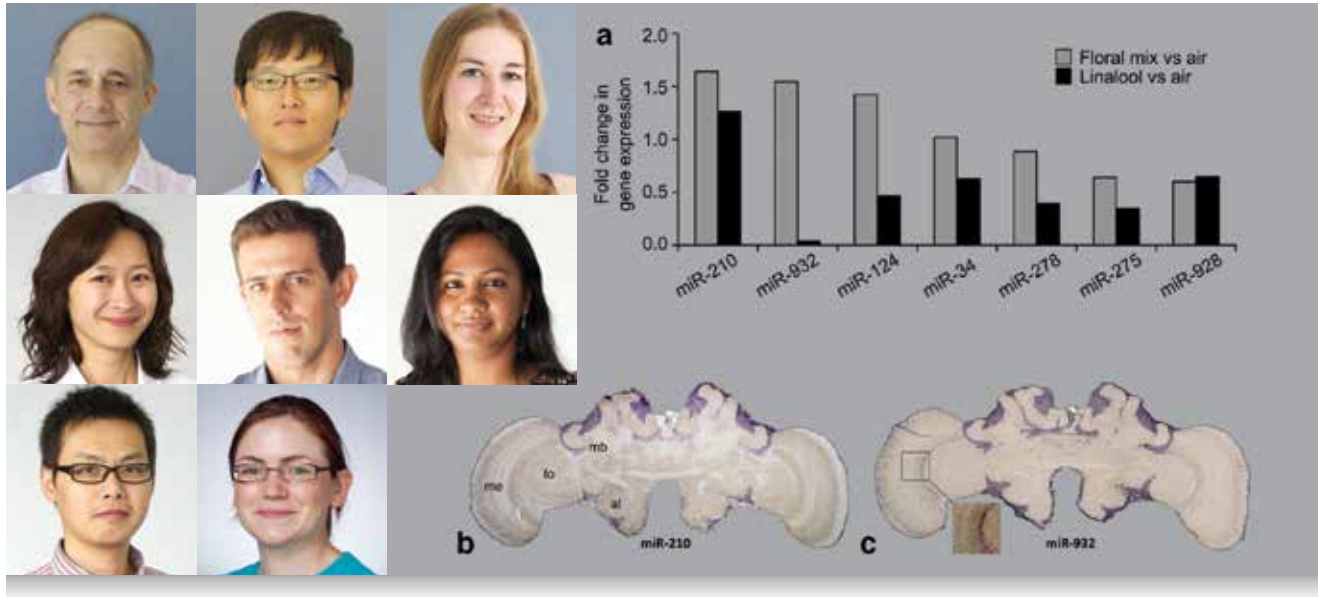 a
2.0
1.5
1.0
0.5
0.0
Fold change in
gene expression
Floral mix vs air
Linalool vs air
miR-210
miR-932
miR-124
miR-34
miR-278
miR-275
miR-928
me
lo
mb
al
b
miR-210
c
miR-932